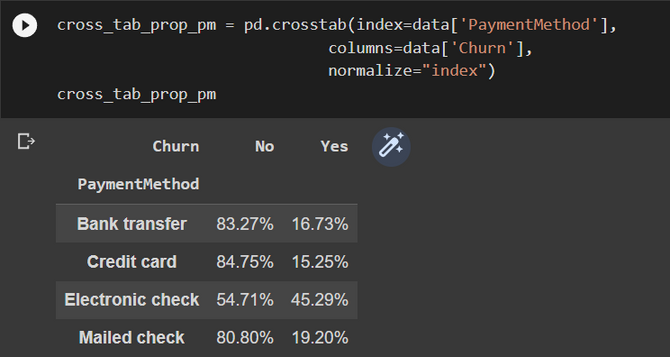 cross_tab_prop_pm = pd.crosstab(index=data['PaymentMethod'],
columns=data['Churn'],
normalize="index")
cross_tab_prop_pm
Churn No Yes
PaymentMethod
Bank transfer 83.27% 16.73%
Credit card 84.75% 15.25%
Electronic check 54.71% 45.29%
Mailed check 80.80% 19.20%